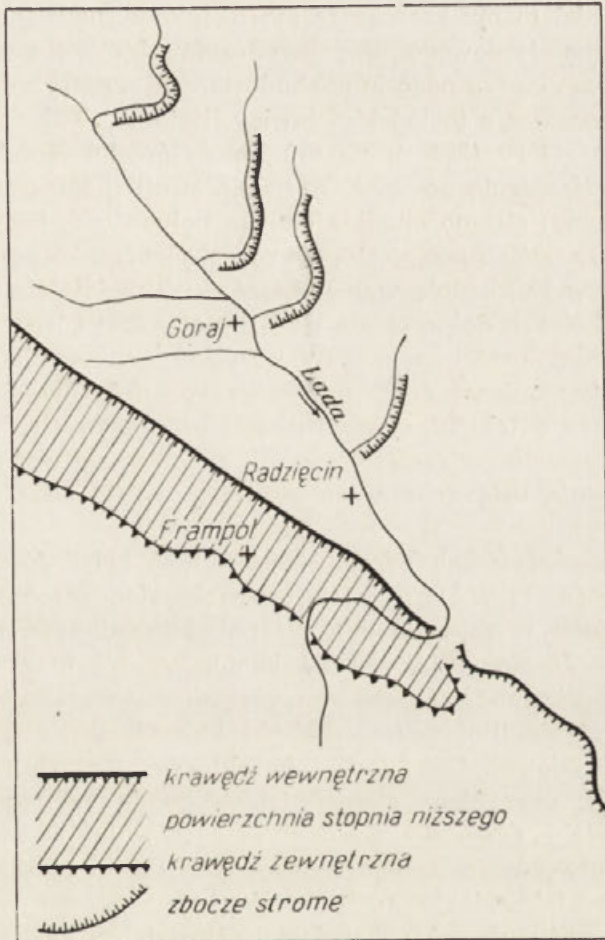 Goraj
Łada
Radzięcin
Frampol
krawędź wewnętrzna
powierzchnia stopnia niższego
krawędź zewnętrzna
zbocze strome